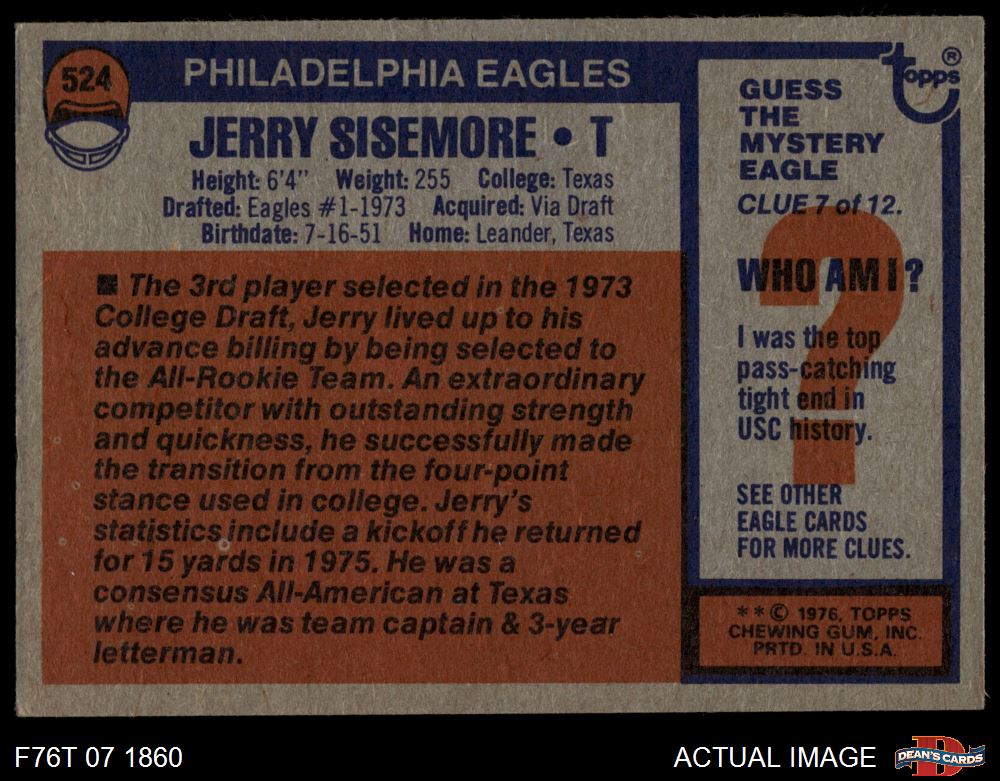 524
PHILADELPHIA EAGLES
JERRY SISEMORE • T
Height: 6'4" Weight: 255 College: Texas
Drafted: Eagles #1-1973 Acquired: Via Draft
Birthdate: 7-16-51 Home: Leander, Texas
■ The 3rd player selected in the 1973
College Draft, Jerry lived up to his
advance billing by being selected to
the All-Rookie Team. An extraordinary
competitor with outstanding strength
and quickness, he successfully made
the transition from the four-point
stance used in college. Jerry's
statistics include a kickoff he returned
for 15 yards in 1975. He was a
consensus All-American at Texas
where he was team captain & 3-year
letterman.
topps®
GUESS
THE
MYSTERY
EAGLE
CLUE 7 of 12.
?
WHO AM I?
I was the top
pass-catching
tight end in
USC history.
SEE OTHER
EAGLE CARDS
FOR MORE CLUES.
**© 1976, TOPPS
CHEWING GUM, INC.
PRTD. IN U.S.A.
F76T 07 1860
ACTUAL IMAGE
D
DEAN'S CARDS